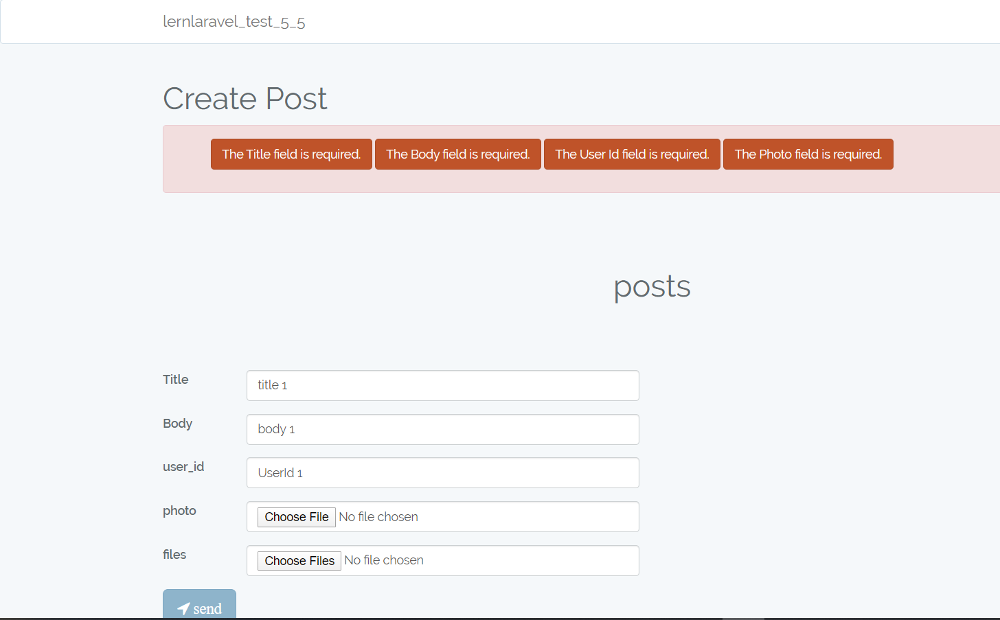 lernlaravel_test_5_5
Create Post
The Title field is required. The Body field is required. The User Id field is required. The Photo field is required.
posts
Title title 1
Body body 1
user_id UserId 1
photo Choose File No file chosen
files Choose Files No file chosen
send